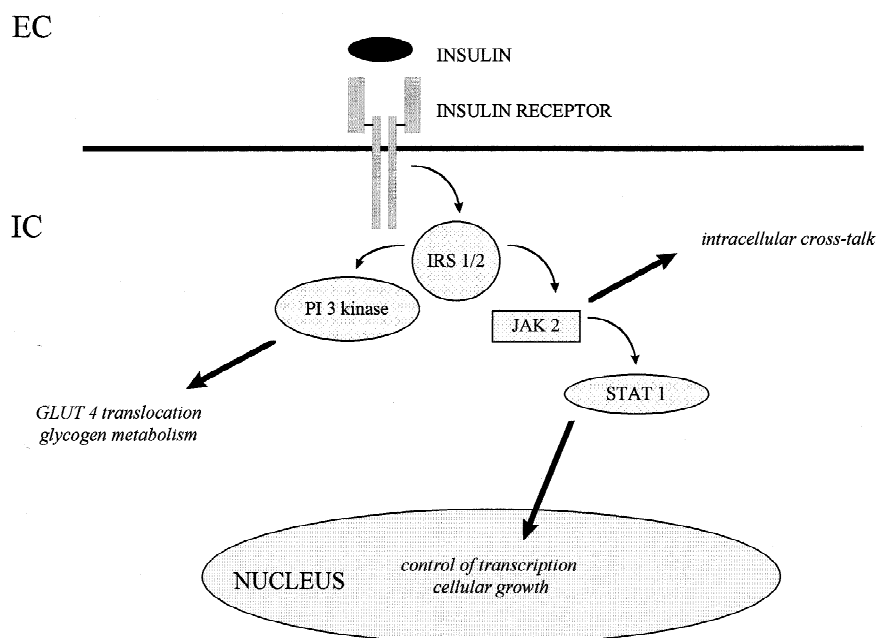 EC
INSULIN
INSULIN RECEPTOR
IC
IRS 1/2
intracellular cross-talk
PI 3 kinase
JAK 2
STAT 1
GLUT 4 translocation
glycogen metabolism
NUCLEUS
control of transcription
cellular growth